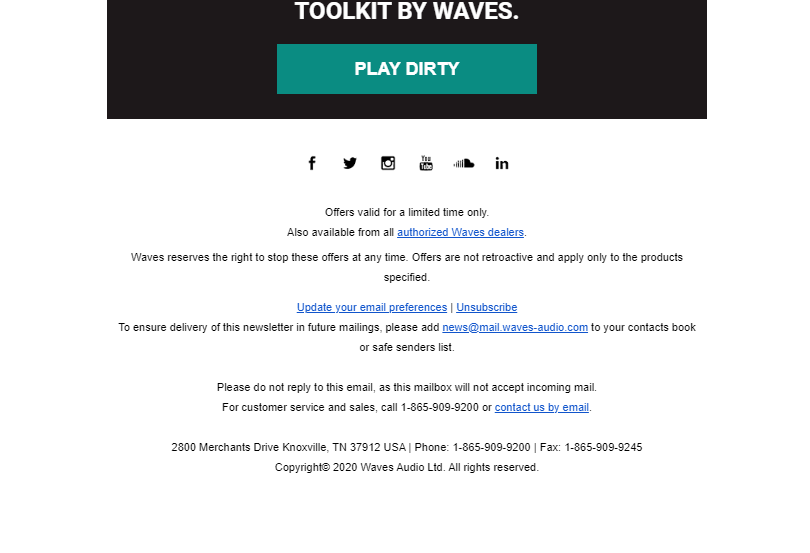 TOOLKIT BY WAVES.
PLAY DIRTY
You
Tube
Offers valid for a limited time only.
Also available from all authorized Waves dealers.
Waves reserves the right to stop these offers at any time. Offers are not retroactive and apply only to the products
specified.
Update your email preferences | Unsubscribe
To ensure delivery of this newsletter in future mailings, please add news@mail.waves-audio.com to your contacts book
or safe senders list.
Please do not reply to this email, as this mailbox will not accept incoming mail.
For customer service and sales, call 1-865-909-9200 or contact us by email.
2800 Merchants Drive Knoxville, TN 37912 USA | Phone: 1-865-909-9200 | Fax: 1-865-909-9245
Copyright© 2020 Waves Audio Ltd. All rights reserved.